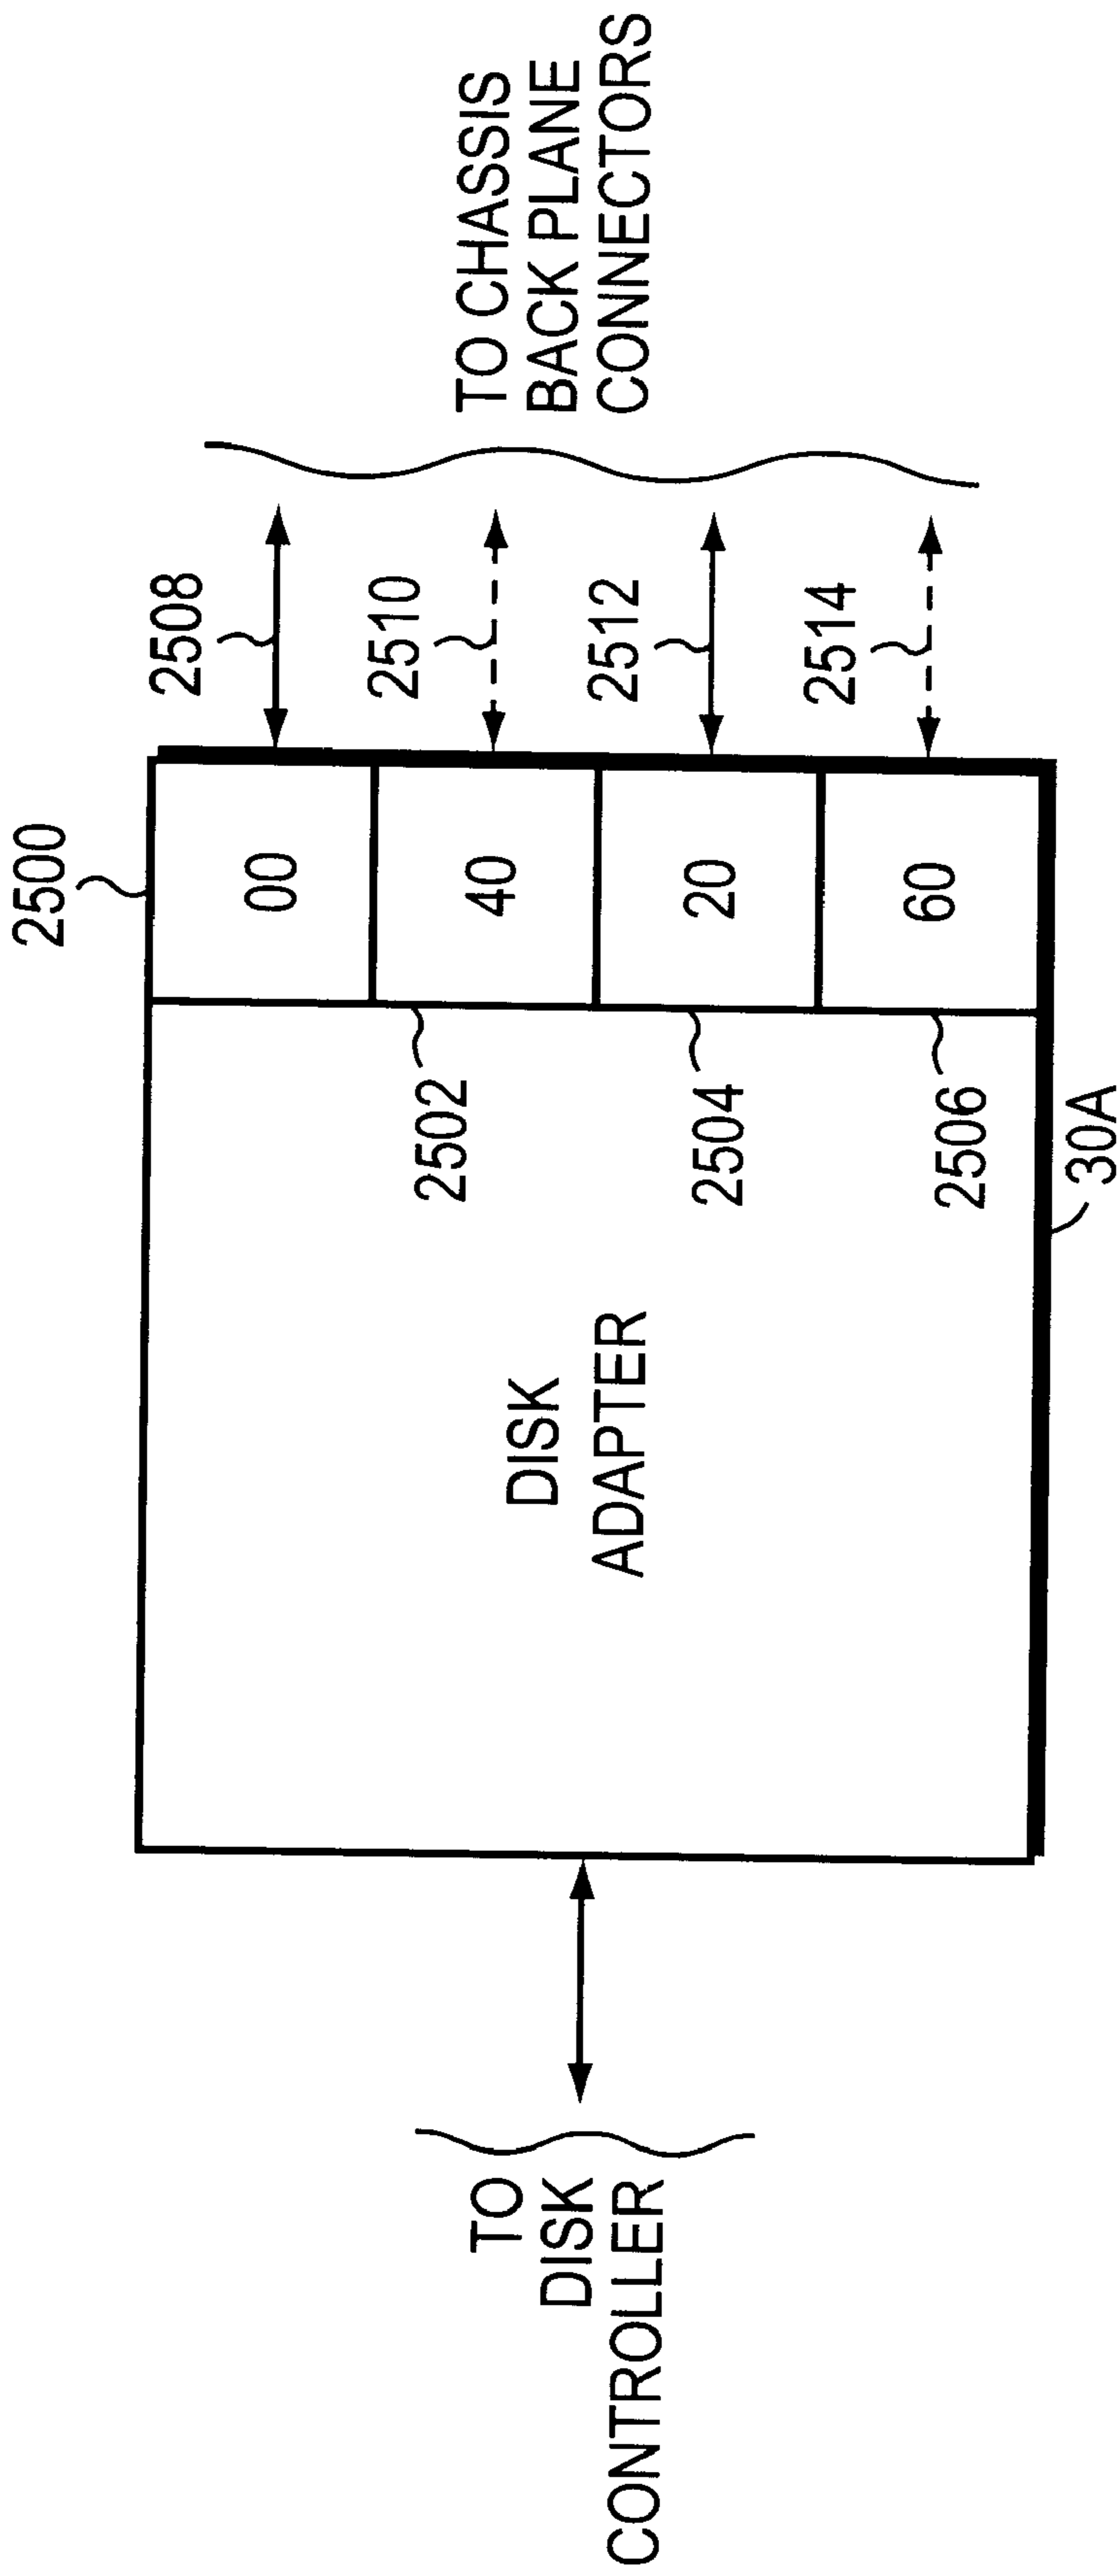 2500
2508
00
TO CHASSIS
BACK PLANE
CONNECTORS
2510
40
2502
2512
20
2504
2514
60
2506
DISK
ADAPTER
30A
TO
DISK
CONTROLLER